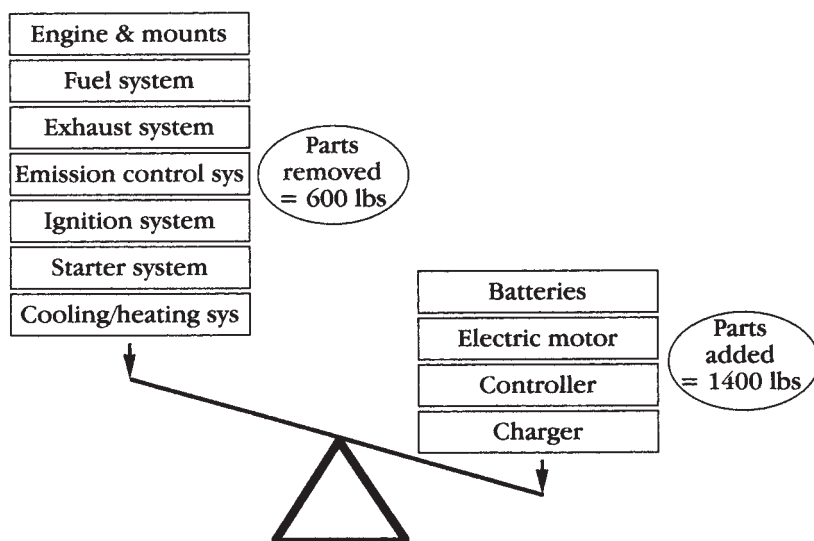 Engine & mounts
Fuel system
Exhaust system
Emission control sys
Ignition system
Starter system
Cooling/heating sys
Parts
removed
= 600 lbs
Batteries
Electric motor
Controller
Charger
Parts
added
= 1400 lbs